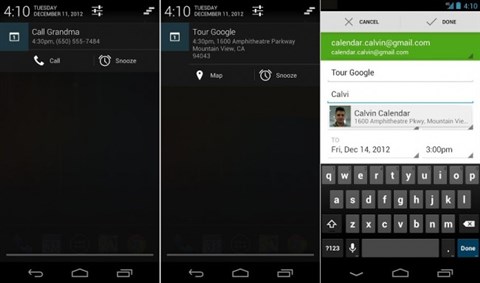 4:10 TUESDAY
DECEMBER 11, 2012
Call Grandma
4:30pm, (650) 555-7484
Call Snooze
4:10 TUESDAY
DECEMBER 11, 2012
Tour Google
4:30pm, 1600 Amphitheatre Parkway
Mountain View, CA
94043
Map Snooze
4:10
CANCEL DONE
calendar.calvin@gmail.com
calendar.calvin@gmail.com
Tour Google
Calvi
Calvin Calendar
1600 Amphitheatre Pkwy, Mountain Vie...
TO
Fri, Dec 14, 2012 3:00pm
q w e r t y u i o p
a s d f g h j k l
z x c v b n m
?123 . Done